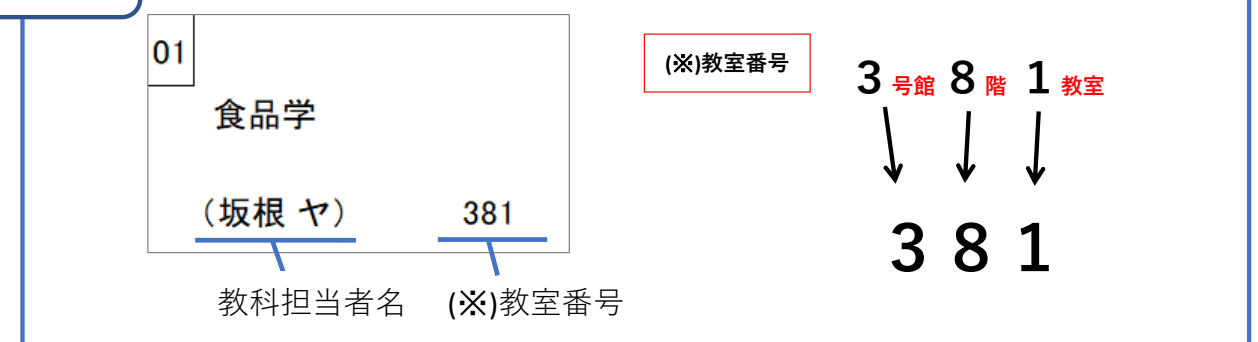 01
食品学
(坂根 ヤ) 381
教科担当者名 (※)教室番号
(※)教室番号
3 号館 8 階 1 教室
3 8 1